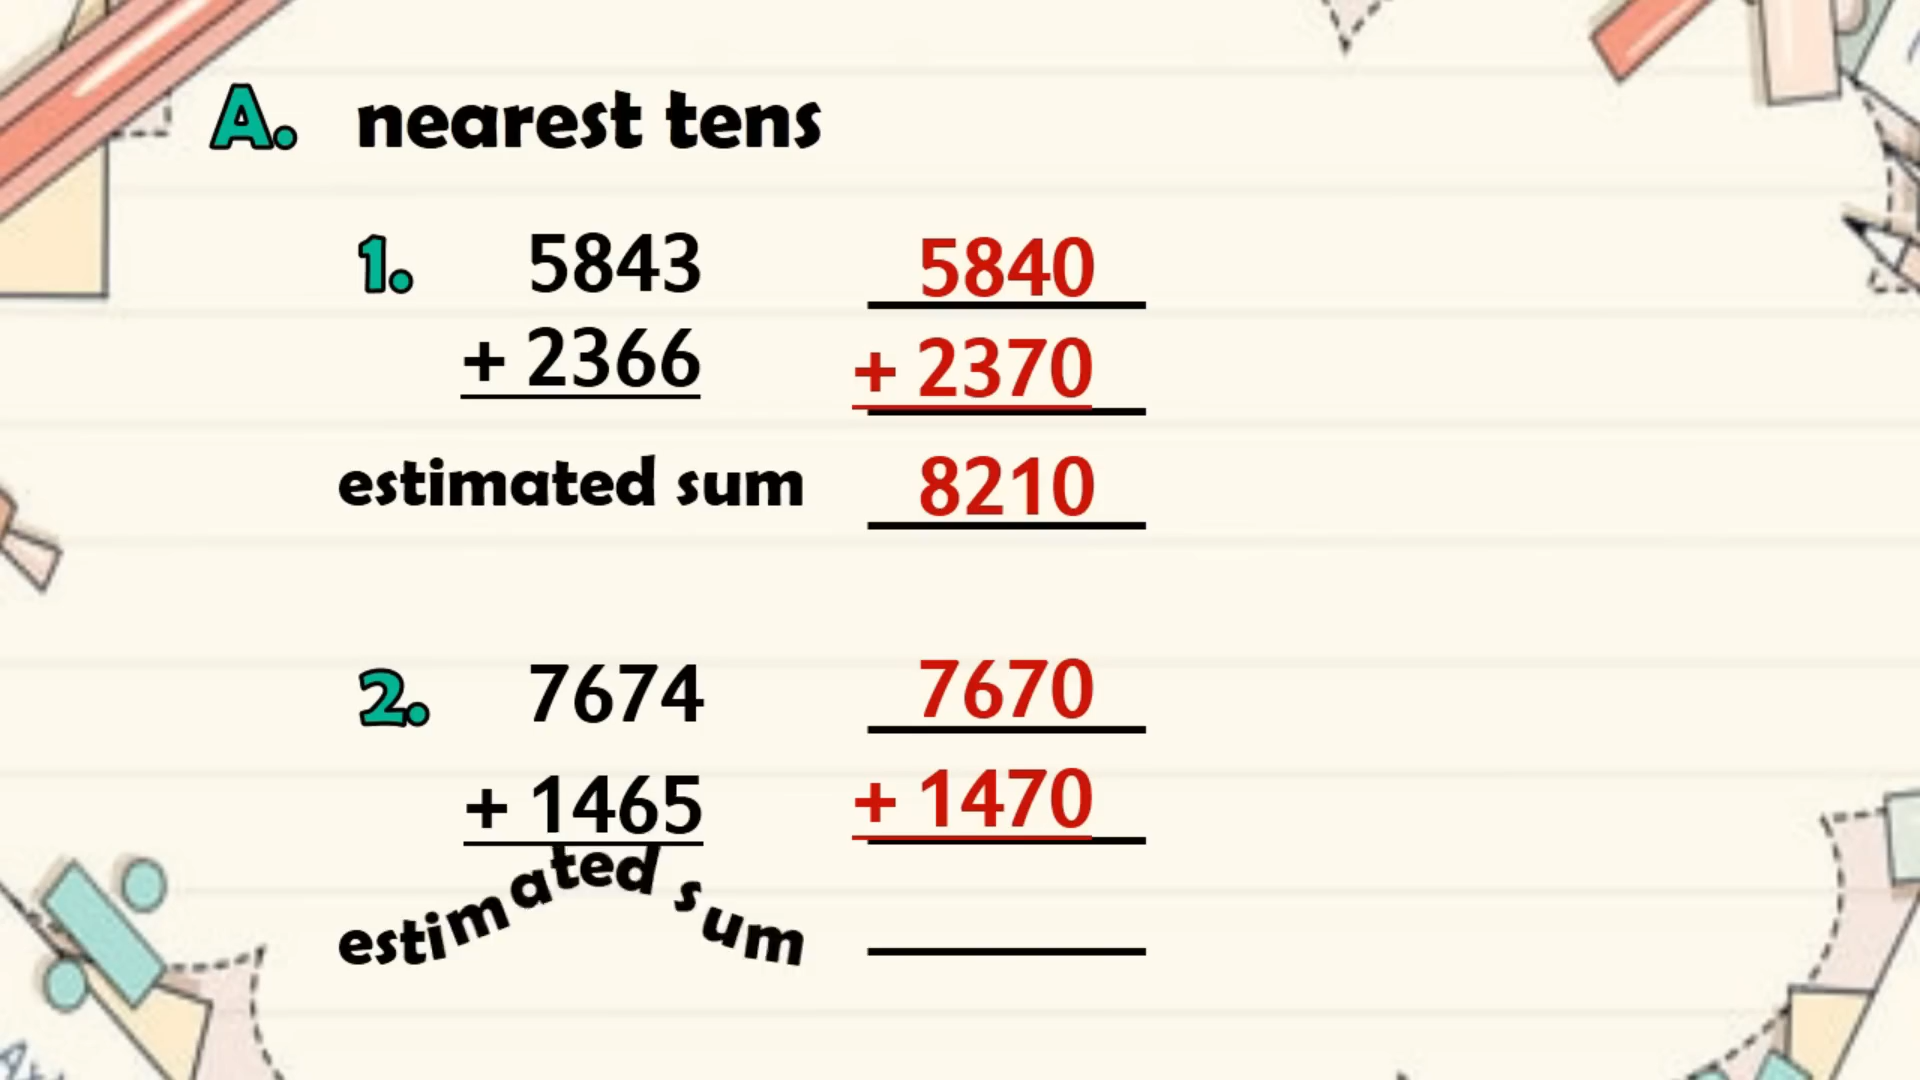 A. nearest tens
1. 5843 5840
+ 2366 + 2370
estimated sum 8210
2. 7674 7670
+ 1465 + 1470
estimated sum